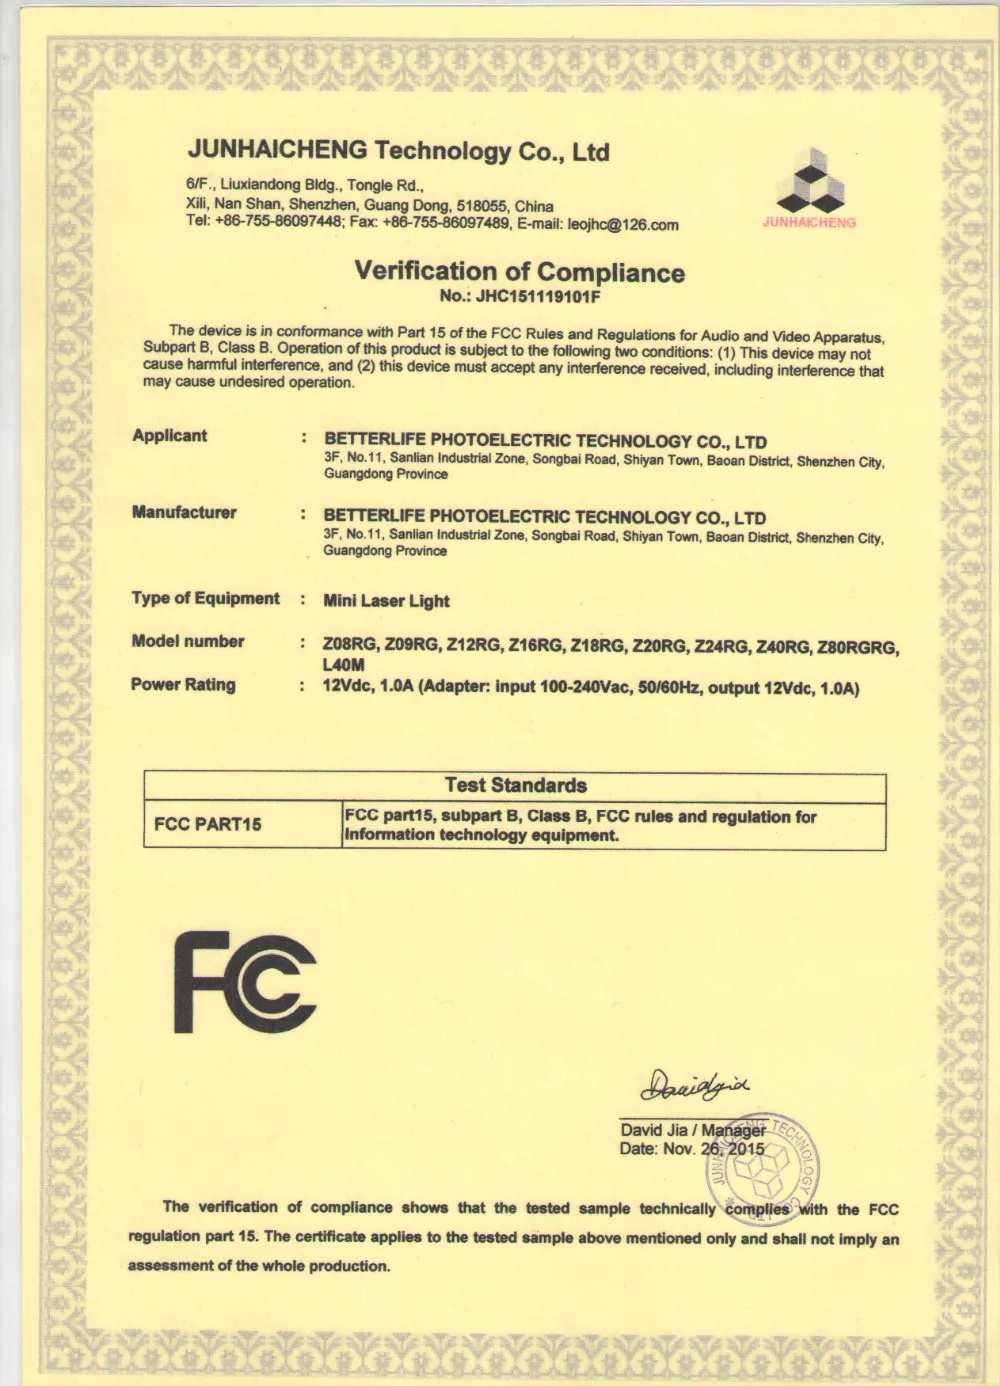 JUNHAICHENG Technology Co., Ltd
6/F., Liuxiandong Bldg., Tongle Rd.,
Xili, Nan Shan, Shenzhen, Guang Dong, 518055, China
Tel: +86-755-86097448; Fax: +86-755-86097489, E-mail: leojhc@126.com
JUNHAICHENG
Verification of Compliance
No.: JHC151119101F
The device is in conformance with Part 15 of the FCC Rules and Regulations for Audio and Video Apparatus,
Subpart B, Class B. Operation of this product is subject to the following two conditions: (1) This device may not
cause harmful interference, and (2) this device must accept any interference received, including interference that
may cause undesired operation.
Applicant : BETTERLIFE PHOTOELECTRIC TECHNOLOGY CO., LTD
3F, No.11, Sanlian Industrial Zone, Songbai Road, Shiyan Town, Baoan District, Shenzhen City,
Guangdong Province
Manufacturer : BETTERLIFE PHOTOELECTRIC TECHNOLOGY CO., LTD
3F, No.11, Sanlian Industrial Zone, Songbai Road, Shiyan Town, Baoan District, Shenzhen City,
Guangdong Province
Type of Equipment : Mini Laser Light
Model number : Z08RG, Z09RG, Z12RG, Z16RG, Z18RG, Z20RG, Z24RG, Z40RG, Z80RGRG,
L40M
Power Rating : 12Vdc, 1.0A (Adapter: input 100-240Vac, 50/60Hz, output 12Vdc, 1.0A)
Test Standards
FCC PART15
FCC part15, subpart B, Class B, FCC rules and regulation for
Information technology equipment.
FC
David Jia / Manager
Date: Nov. 26, 2015
JUNHAICHENG TECHNOLOGY CO., LTD
The verification of compliance shows that the tested sample technically complies with the FCC
regulation part 15. The certificate applies to the tested sample above mentioned only and shall not imply an
assessment of the whole production.